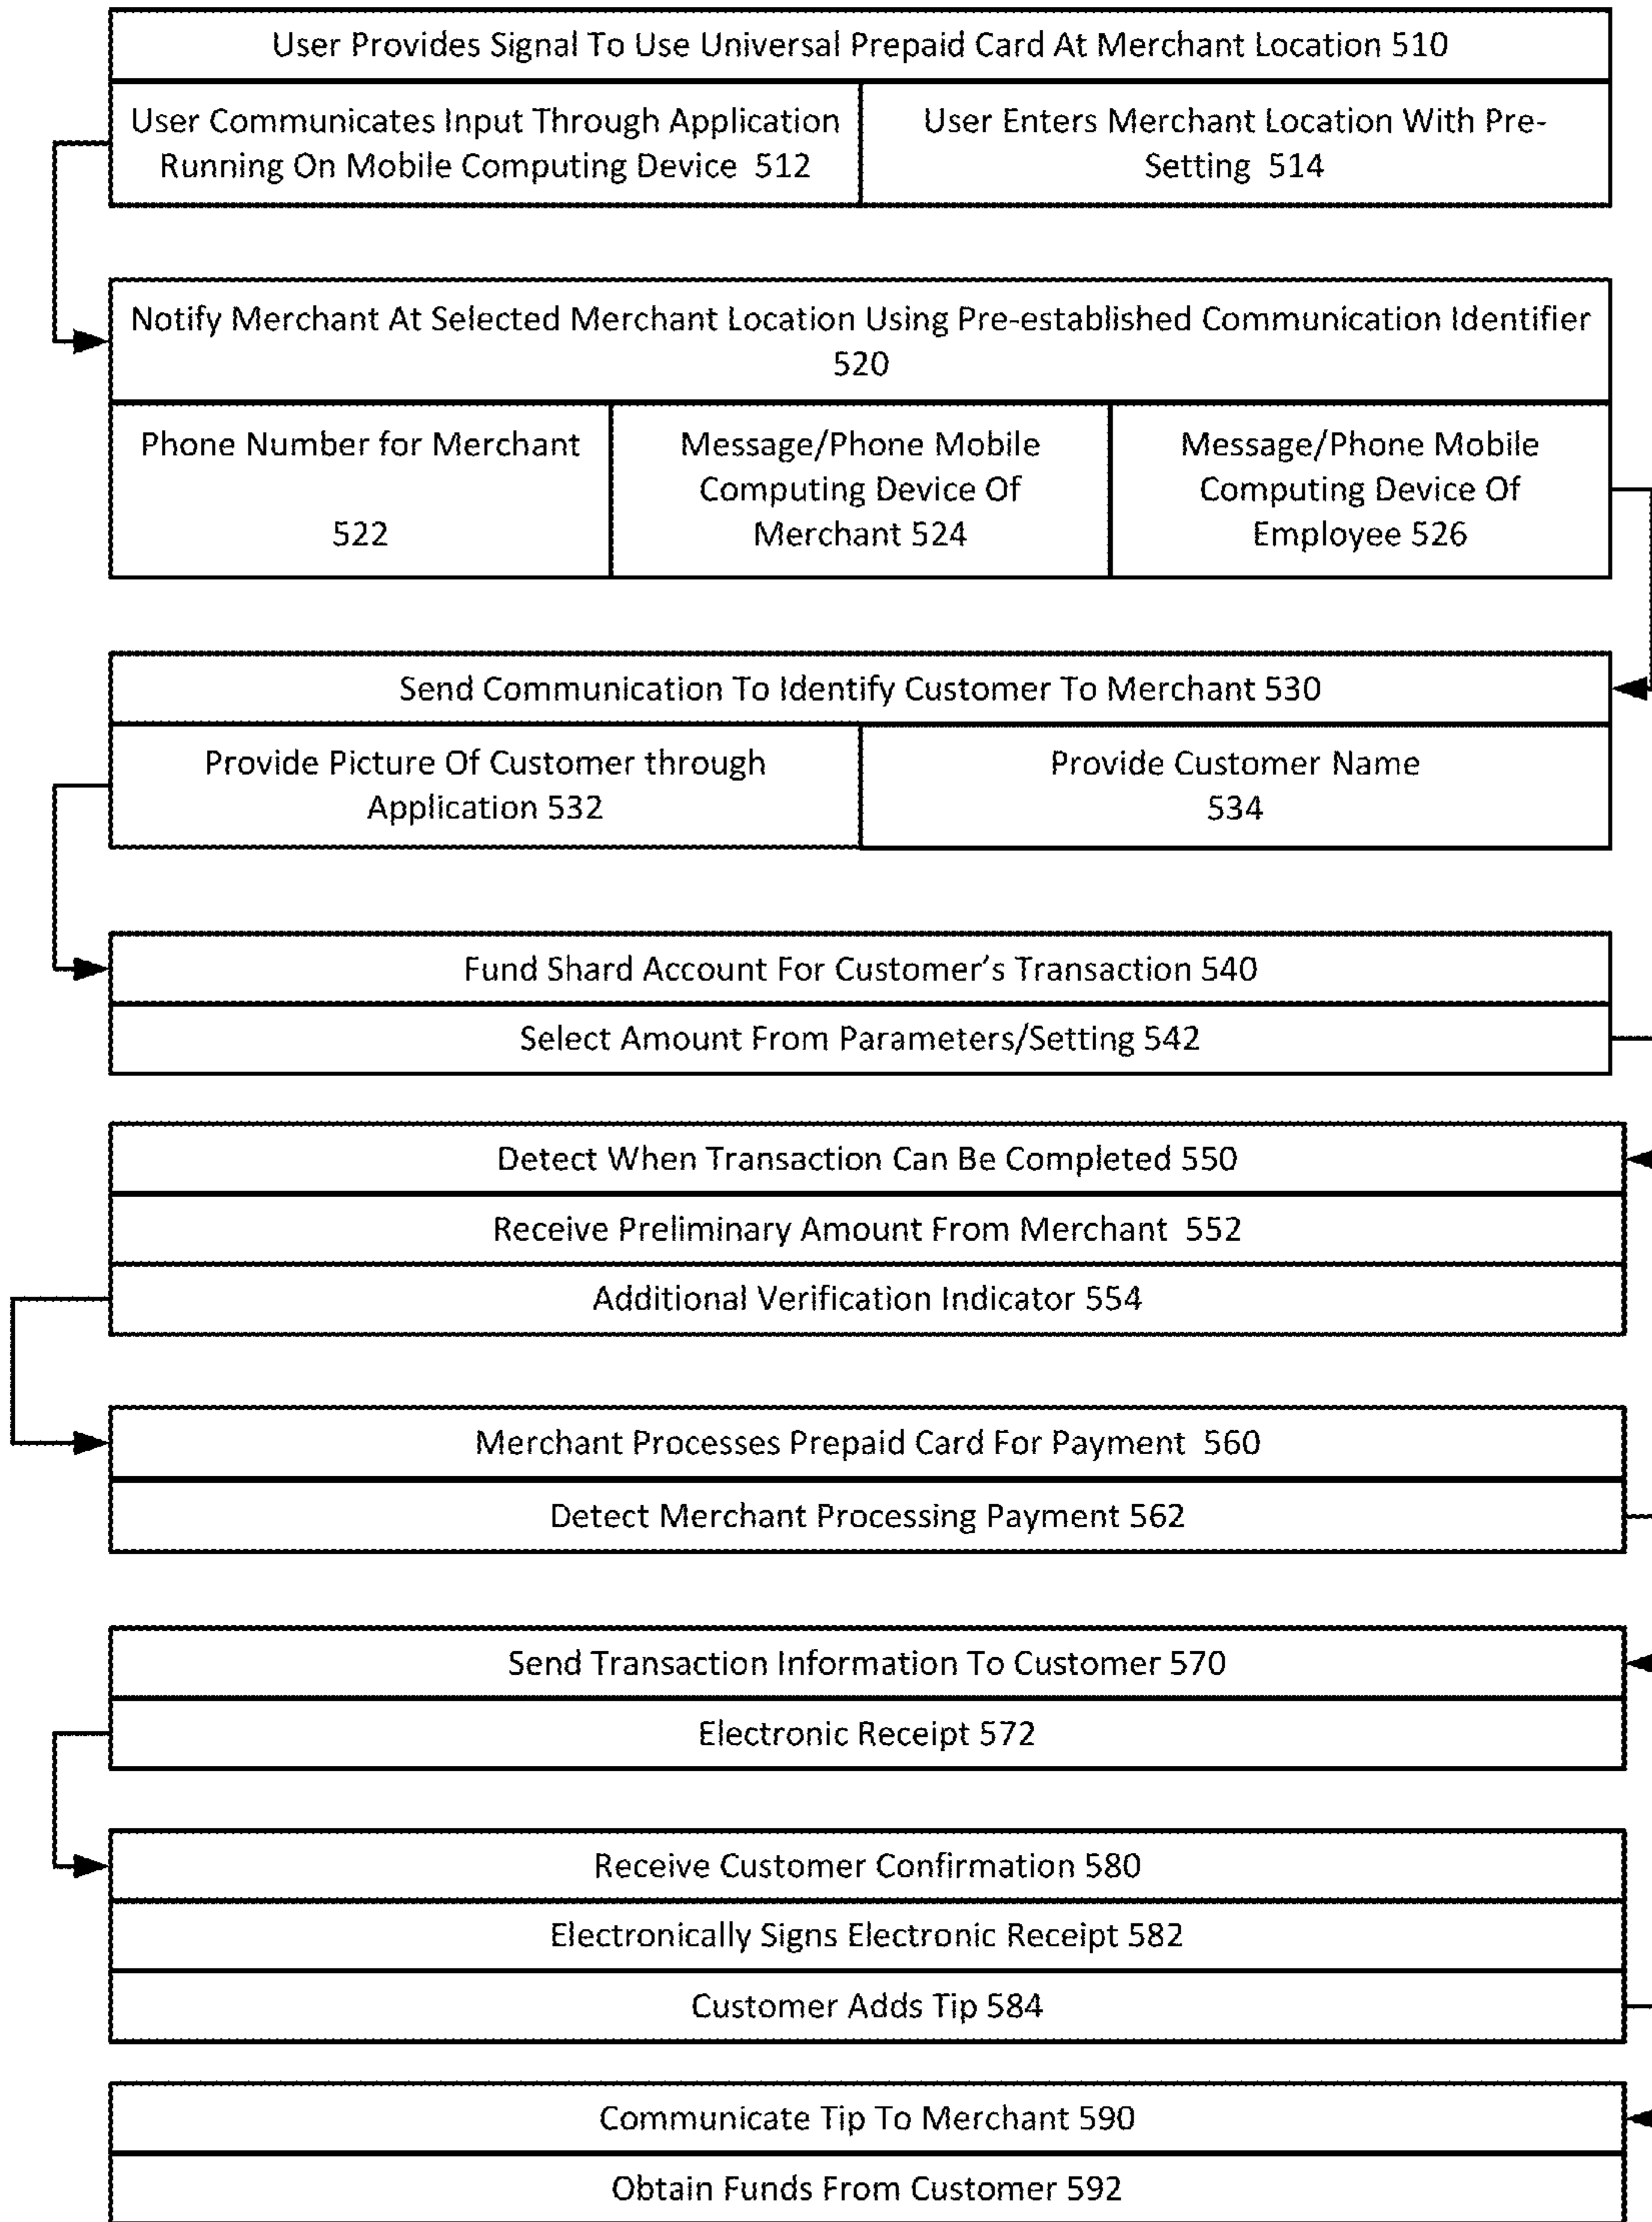 User Provides Signal To Use Universal Prepaid Card At Merchant Location 510
User Communicates Input Through Application
Running On Mobile Computing Device 512
User Enters Merchant Location With Pre-
Setting 514
Notify Merchant At Selected Merchant Location Using Pre-established Communication Identifier
520
Phone Number for Merchant
522
Message/Phone Mobile
Computing Device Of
Merchant 524
Message/Phone Mobile
Computing Device Of
Employee 526
Send Communication To Identify Customer To Merchant 530
Provide Picture Of Customer through
Application 532
Provide Customer Name
534
Fund Shard Account For Customer's Transaction 540
Select Amount From Parameters/Setting 542
Detect When Transaction Can Be Completed 550
Receive Preliminary Amount From Merchant 552
Additional Verification Indicator 554
Merchant Processes Prepaid Card For Payment 560
Detect Merchant Processing Payment 562
Send Transaction Information To Customer 570
Electronic Receipt 572
Receive Customer Confirmation 580
Electronically Signs Electronic Receipt 582
Customer Adds Tip 584
Communicate Tip To Merchant 590
Obtain Funds From Customer 592